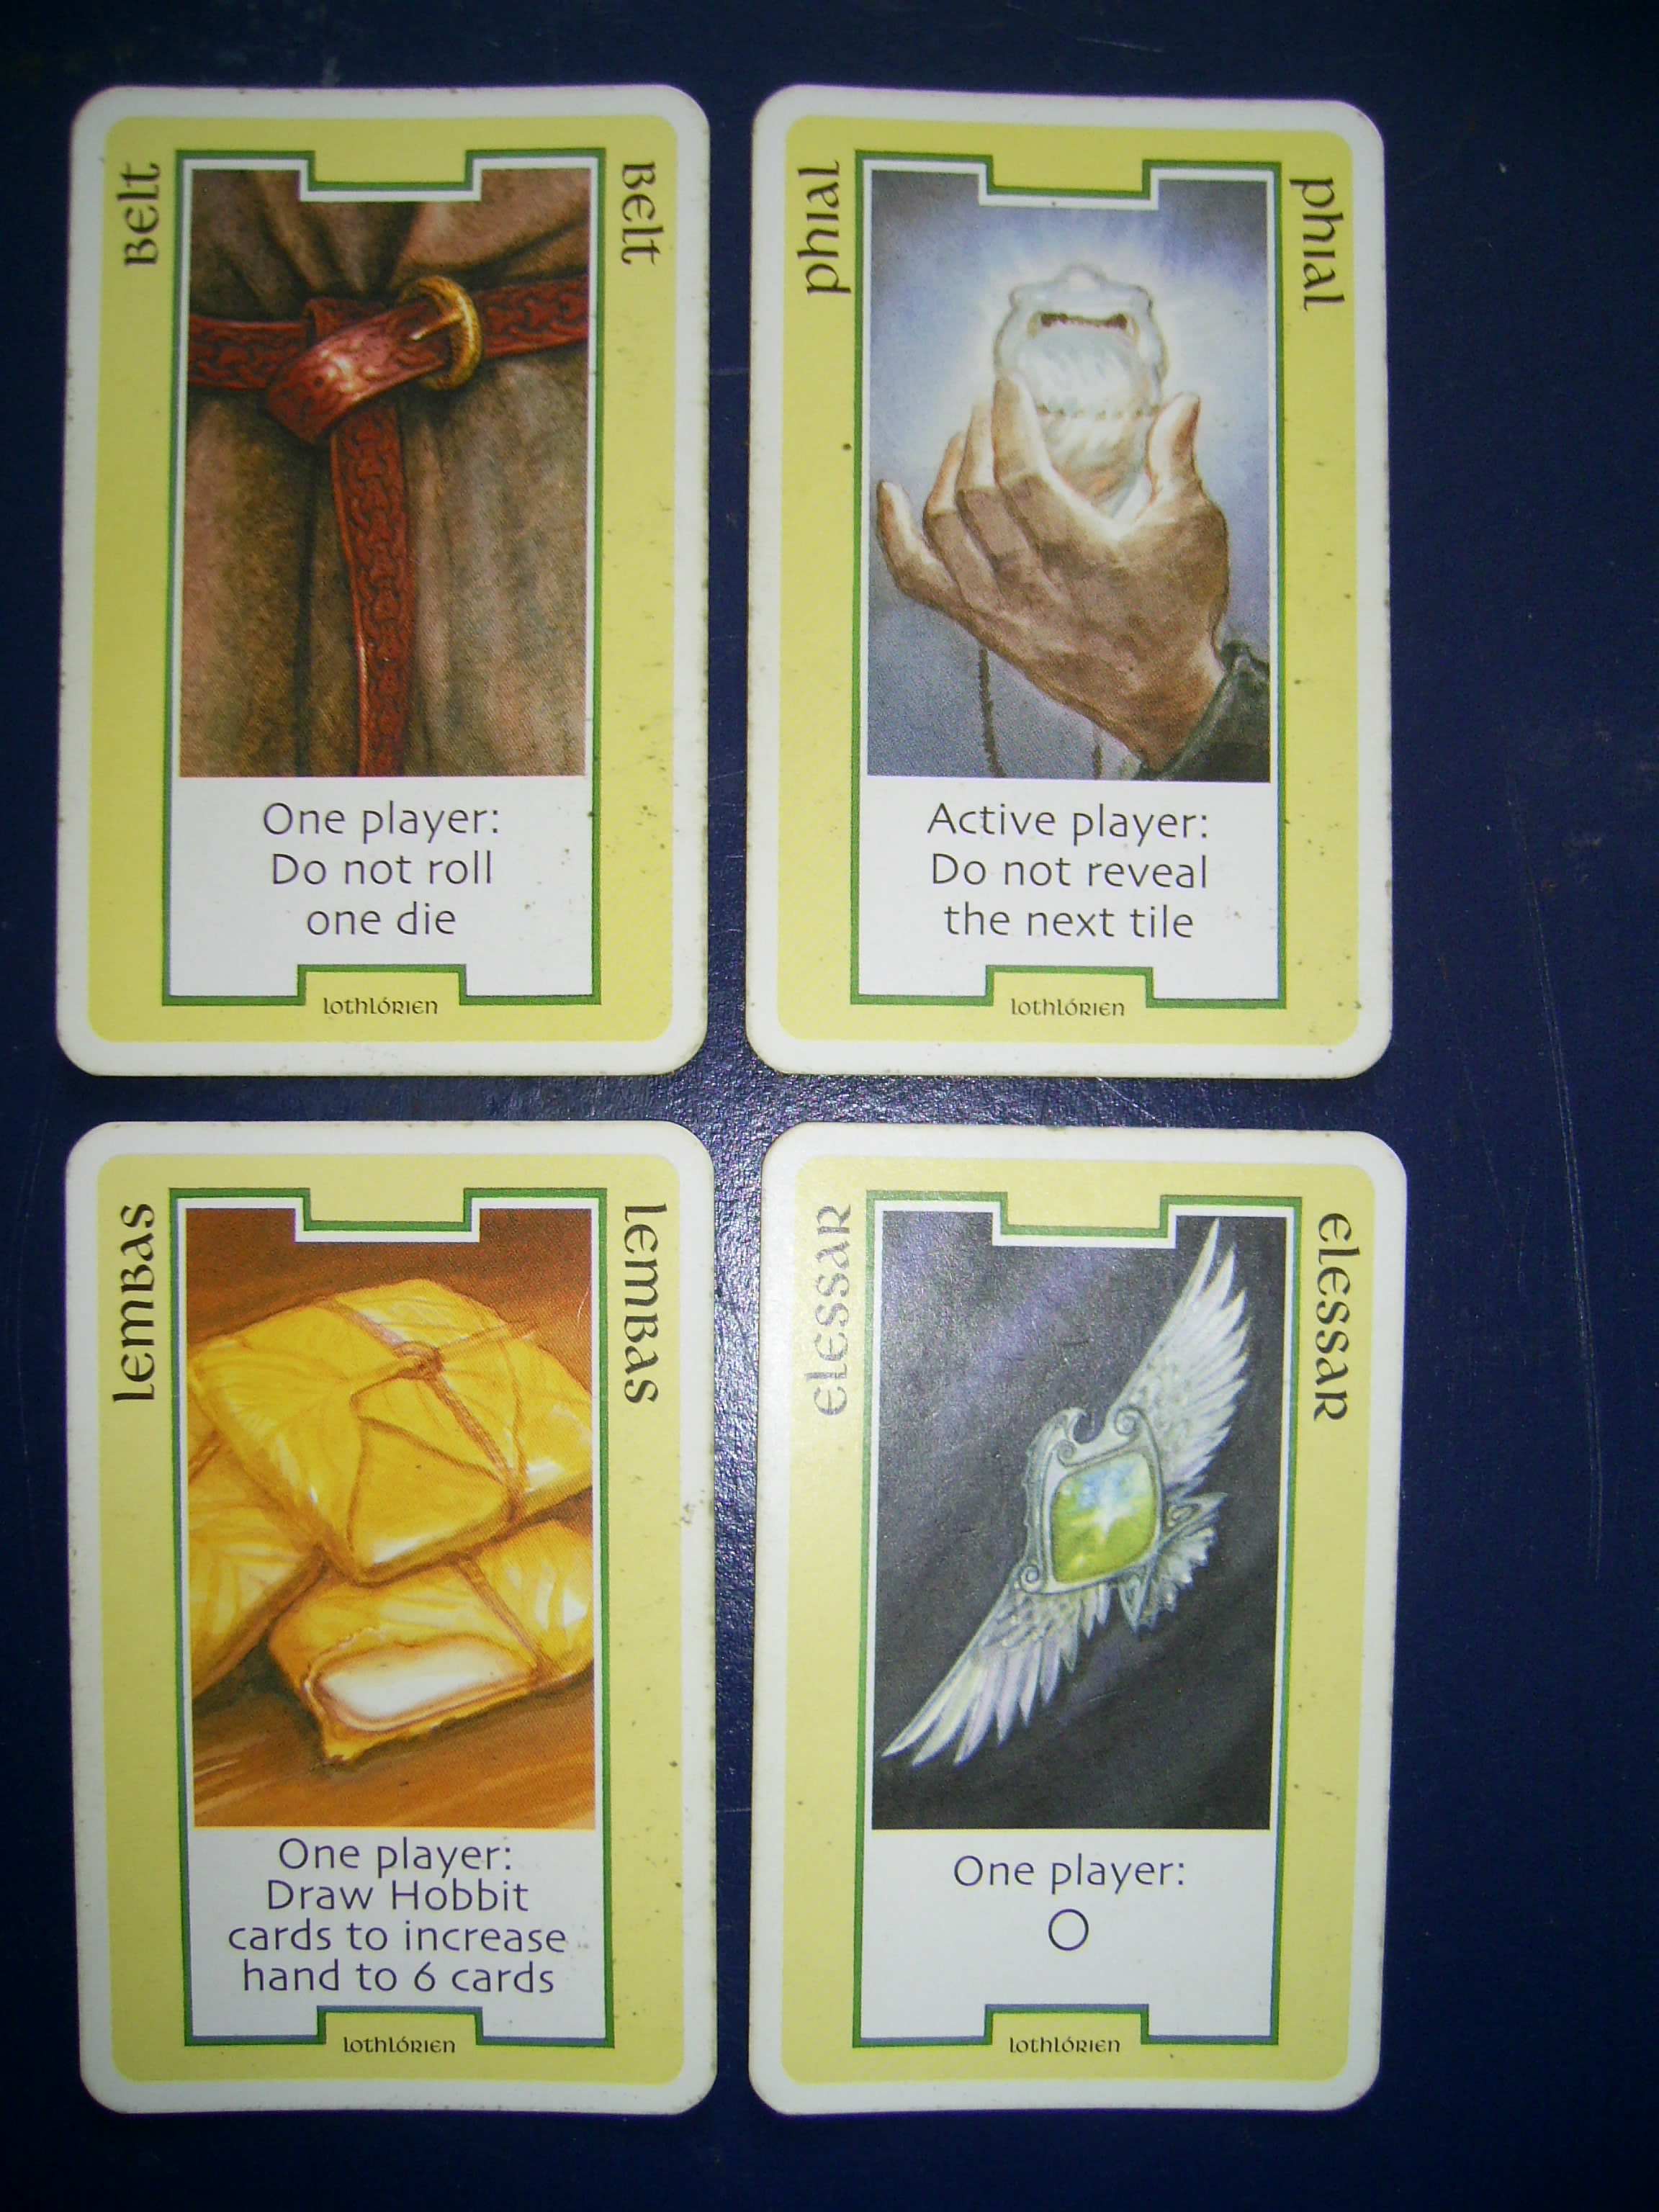 Belt
Belt
One player:
Do not roll
one die
Lothlórien
Phial
Phial
Active player:
Do not reveal
the next tile
Lothlórien
Lembas
Lembas
One player:
Draw Hobbit
cards to increase
hand to 6 cards
Lothlórien
Elessar
Elessar
One player:
Lothlórien